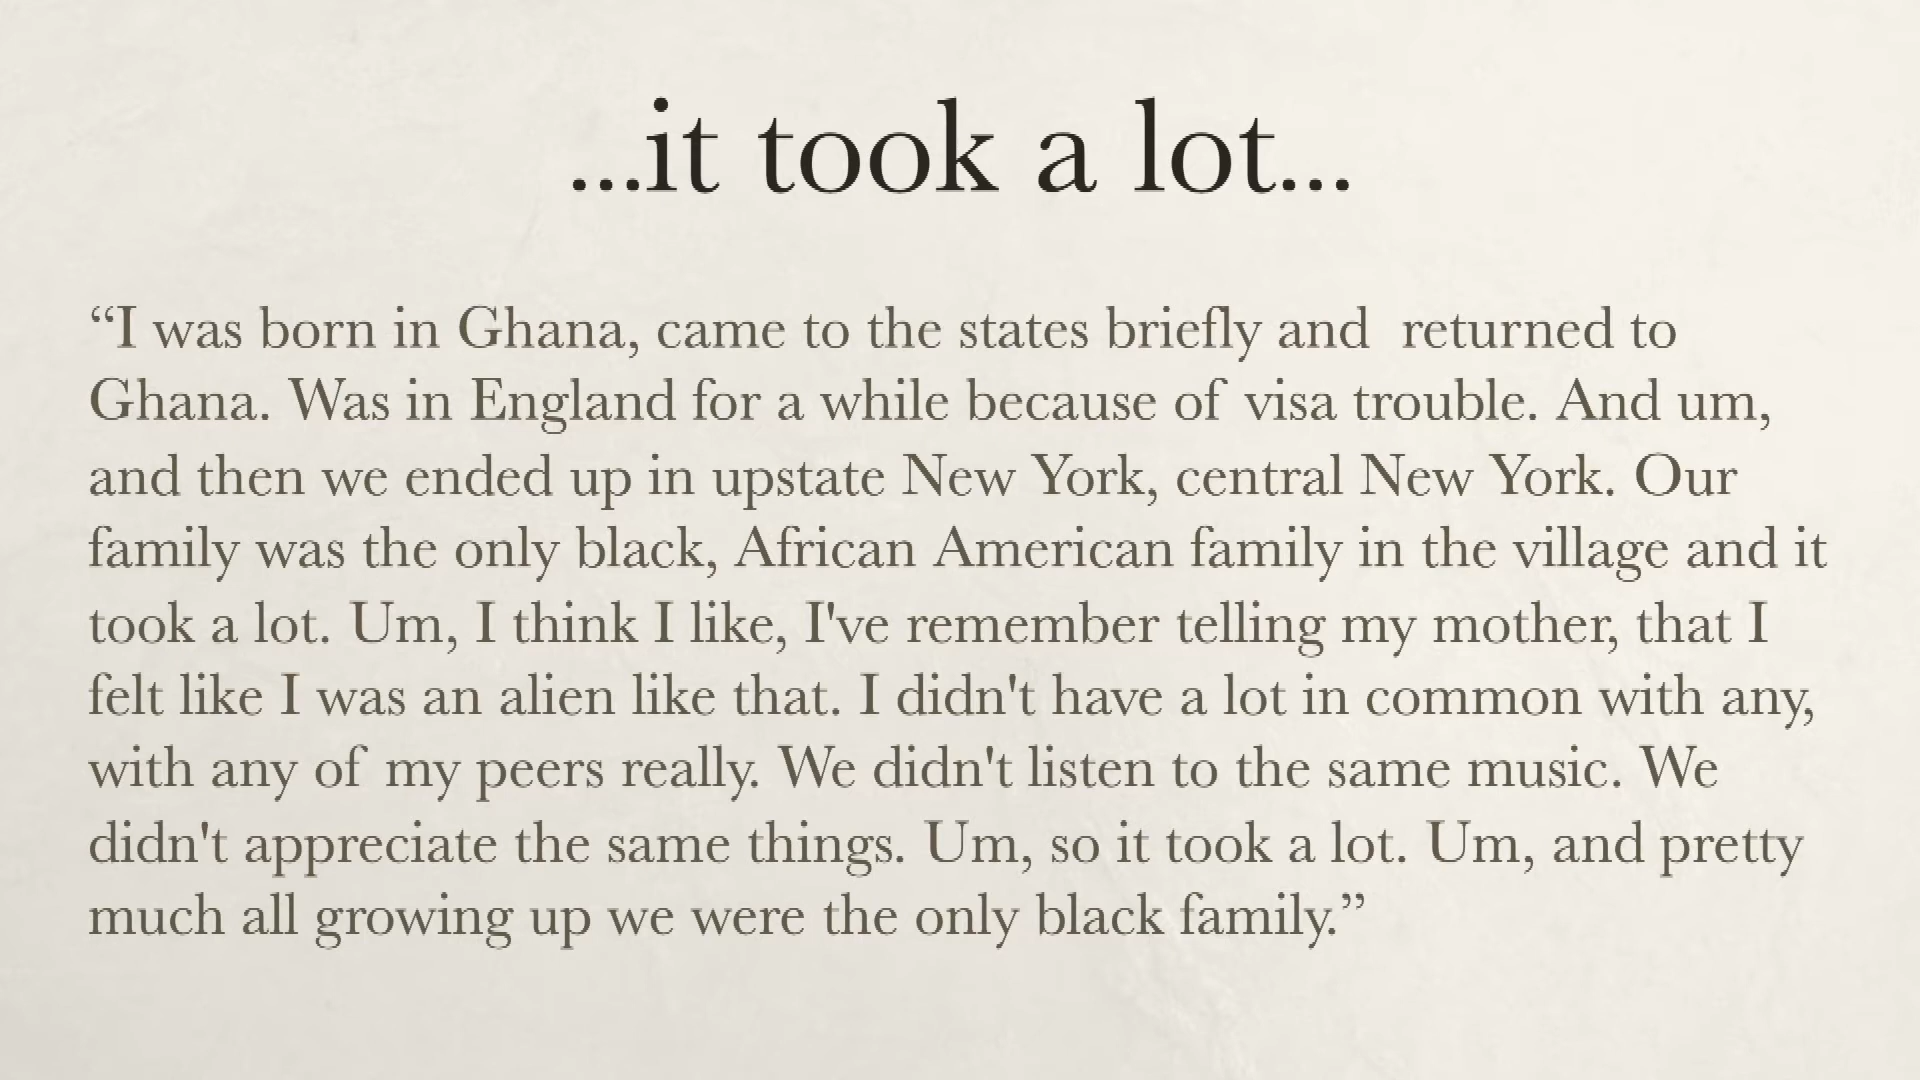 ...it took a lot...
“I was born in Ghana, came to the states briefly and  returned to
Ghana. Was in England for a while because of visa trouble. And um,
and then we ended up in upstate New York, central New York. Our
family was the only black, African American family in the village and it
took a lot. Um, I think I like, I've remember telling my mother, that I
felt like I was an alien like that. I didn't have a lot in common with any,
with any of my peers really. We didn't listen to the same music. We
didn't appreciate the same things. Um, so it took a lot. Um, and pretty
much all growing up we were the only black family.”